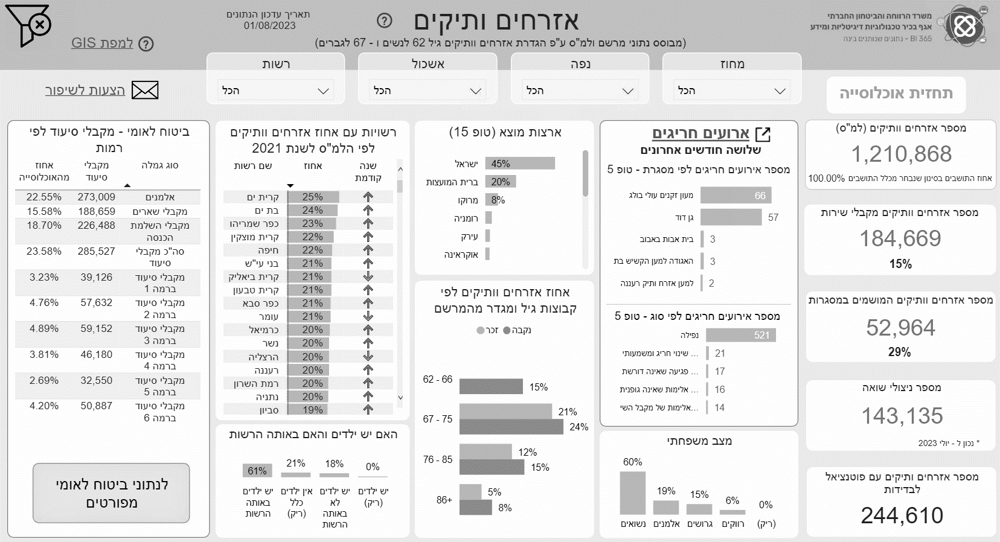 משרד הרווחה והביטחון החברתי
אגף בכיר טכנולוגיות דיגיטליות ומידע
BI 365 - נתונים שנותנים בינה
אזרחים ותיקים
(מבוסס נתוני מרשם ולמ"ס ע"פ הגדרת אזרחים וותיקים גיל 62 לנשים ו - 67 לגברים)
תאריך עדכון הנתונים
01/08/2023
למפת GIS
הצעות לשיפור
מחוז
הכל
נפה
הכל
אשכול
הכל
רשות
הכל
תחזית אוכלוסייה
מספר אזרחים וותיקים (למ"ס)
1,210,868
אחוז התושבים בסינון שנבחר מכלל התושבים 100.00%
מספר אזרחים וותיקים מקבלי שירות
184,669
15%
מספר אזרחים וותיקים המושמים במסגרות
52,964
29%
מספר ניצולי שואה
143,135
* נכון ל - יולי 2023
מספר אזרחים ותיקים עם פוטנציאל
לבדידות
244,610
ארועים חריגים
שלושה חודשים אחרונים
מספר אירועים חריגים לפי מסגרת - טופ 5
מעון זקנים עולי בולג 66
גן דוד 57
בית אבות באבוב 3
האגודה למען הקשיש בת 3
למען אזרח ותיק רעננה 2
מספר אירועים חריגים לפי סוג - טופ 5
נפילה 521
שינוי חריג ומשמעותי ... 21
פגיעה שאינה דורשת ... 17
אלימות שאינה גופנית ... 16
אלימות של מקבל השי... 14
מצב משפחתי
60% 19% 15% 6% 0%
נשואים אלמנים גרושים רווקים (ריק)
ארצות מוצא (טופ 15)
ישראל 45%
ברית המועצות 20%
מרוקו 8%
רומניה
עירק
אוקראינה
אחוז אזרחים וותיקים לפי
קבוצות גיל ומגדר מהמרשם
נקבה זכר
62 - 66 15%
67 - 75 21% 24%
76 - 85 12% 15%
86+ 5% 8%
רשויות עם אחוז אזרחים וותיקים
לפי הלמ"ס לשנת 2021
שם רשות אחוז שנה קודמת
קרית ים 25%
בת ים 24%
כפר שמריהו 23%
קרית מוצקין 22%
חיפה 22%
בני עי"ש 21%
קרית ביאליק 21%
קרית טבעון 21%
כפר סבא 21%
עומר 21%
כרמיאל 20%
נשר 20%
הרצליה 20%
רעננה 20%
רמת השרון 20%
נתניה 20%
סביון 19%
האם יש ילדים והאם באותה הרשות
61% 21% 18% 0%
יש ילדים באותה הרשות
אין ילדים כלל (ריק)
יש ילדים לא באותה הרשות
יש ילדים (ריק)
ביטוח לאומי - מקבלי סיעוד לפי
רמות
סוג גמלה מקבלי סיעוד אחוז מהאוכלוסייה
אלמנים 273,009 22.55%
מקבלי שארים 188,659 15.58%
מקבלי השלמת הכנסה 226,488 18.70%
סה"כ מקבלי סיעוד 285,527 23.58%
מקבלי סיעוד ברמה 1 39,126 3.23%
מקבלי סיעוד ברמה 2 57,632 4.76%
מקבלי סיעוד ברמה 3 59,152 4.89%
מקבלי סיעוד ברמה 4 46,180 3.81%
מקבלי סיעוד ברמה 5 32,550 2.69%
מקבלי סיעוד ברמה 6 50,887 4.20%
לנתוני ביטוח לאומי
מפורטים